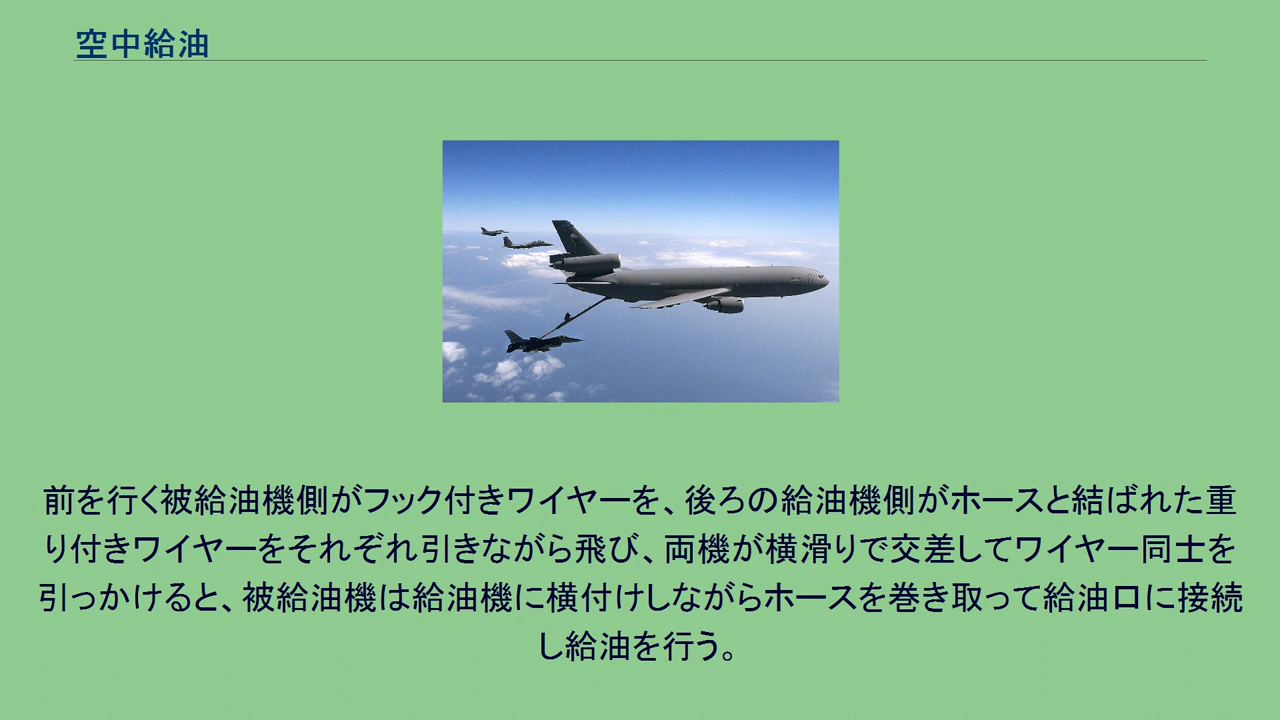 空中給油
前を行く被給油機側がフック付きワイヤーを、後ろの給油機側がホースと結ばれた重
り付きワイヤーをそれぞれ引きながら飛び、両機が横滑りで交差してワイヤー同士を
引っかけると、被給油機は給油機に横付けしながらホースを巻き取って給油口に接続
し給油を行う。